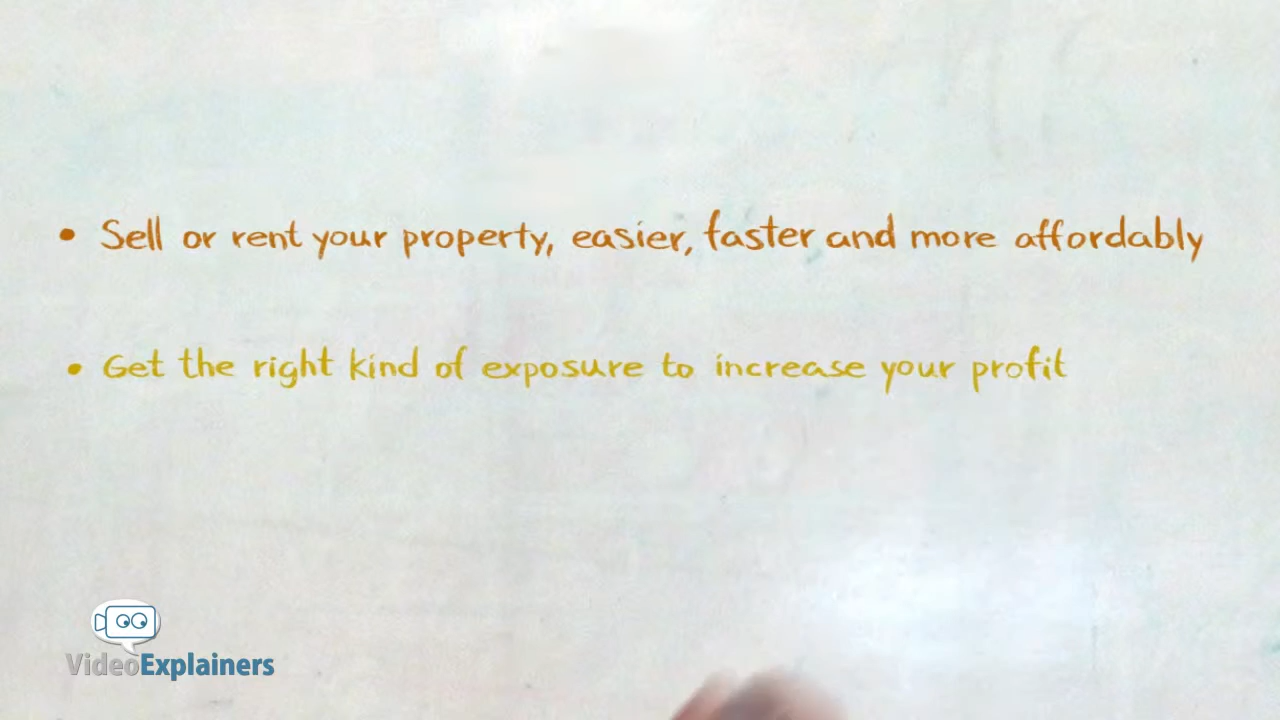 • Sell or rent your property, easier, faster and more affordably
• Get the right kind of exposure to increase your profit
VideoExplainers